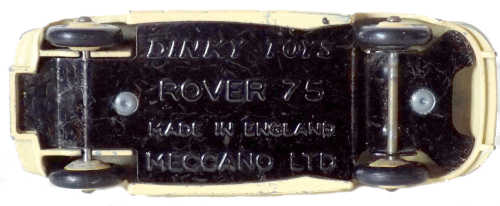 DINKY TOYS
ROVER 75
MADE IN ENGLAND
MECCANO LTD